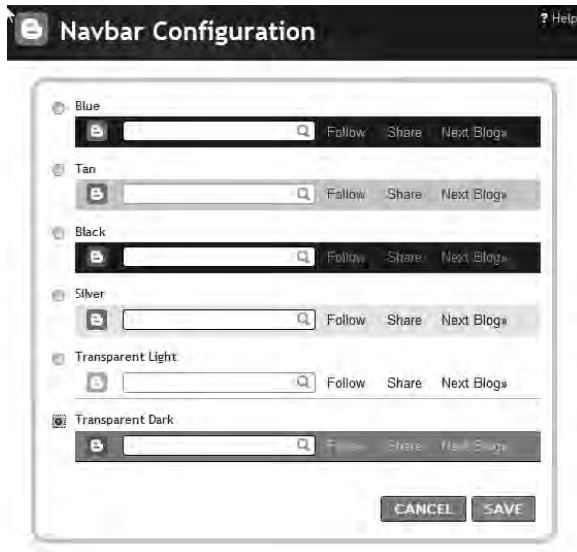 Navbar Configuration
? Help
Blue
Follow Share Next Blog»
Tan
Follow Share Next Blog»
Black
Follow Share Next Blog»
Silver
Follow Share Next Blog»
Transparent Light
Follow Share Next Blog»
Transparent Dark
Follow Share Next Blog»
CANCEL SAVE